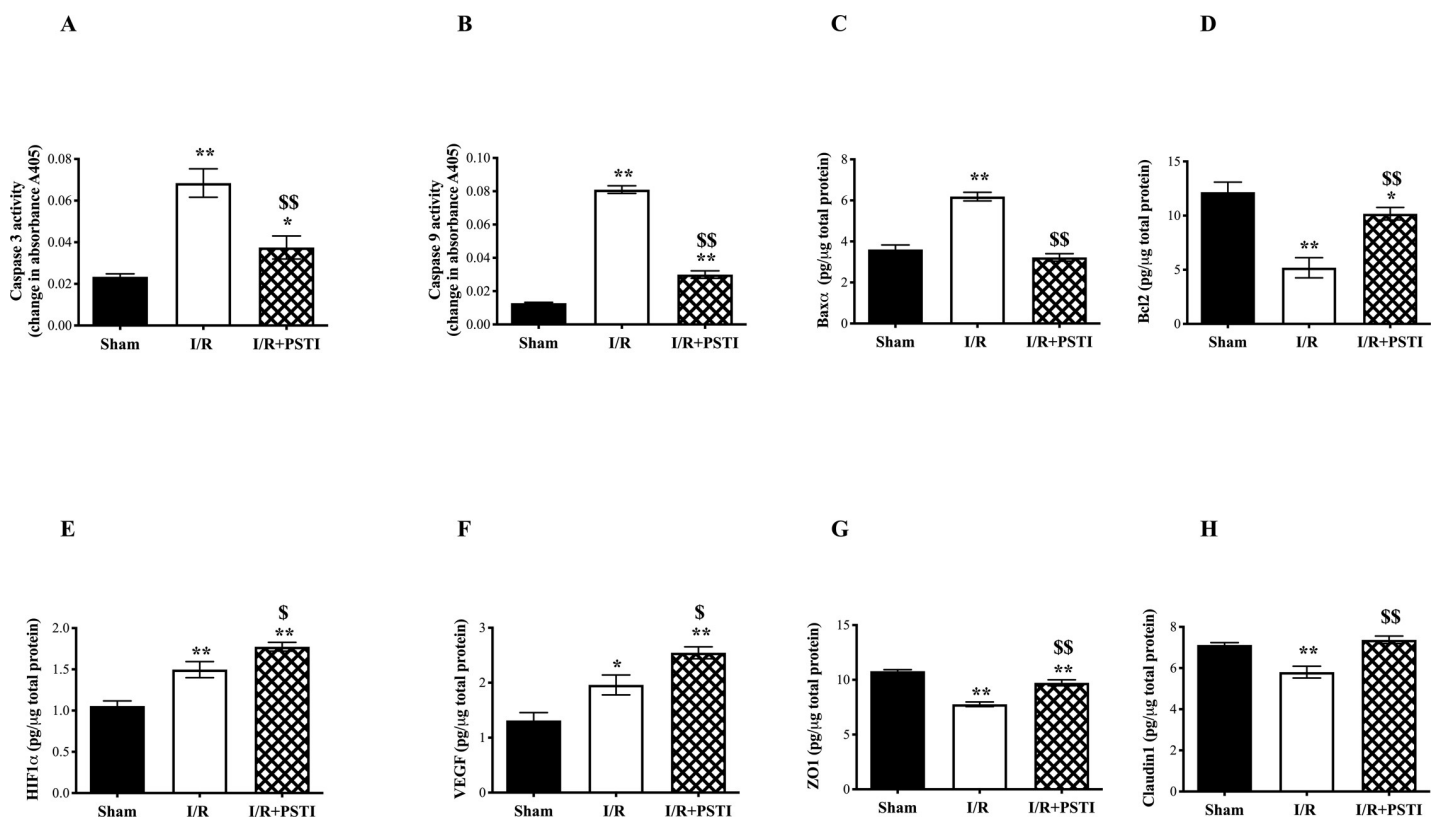 A
Caspase 3 activity
(change in absorbance A405)
0.08
0.06
0.04
0.02
0.00
**
$$
*
Sham I/R I/R+PSTI
B
Caspase 9 activity
(change in absorbance A405)
0.10
0.08
0.06
0.04
0.02
0.00
**
$$
**
Sham I/R I/R+PSTI
C
Baxα (pg/µg total protein)
8
6
4
2
0
**
$$
Sham I/R I/R+PSTI
D
Bcl2 (pg/µg total protein)
15
10
5
0
**
$$
*
Sham I/R I/R+PSTI
E
HIF1α (pg/µg total protein)
2.0
1.5
1.0
0.5
0.0
**
$
**
Sham I/R I/R+PSTI
F
VEGF (pg/µg total protein)
3
2
1
0
*
$
**
Sham I/R I/R+PSTI
G
ZO1 (pg/µg total protein)
15
10
5
0
**
$$
**
Sham I/R I/R+PSTI
H
Claudin1 (pg/µg total protein)
8
6
4
2
0
**
$$
Sham I/R I/R+PSTI